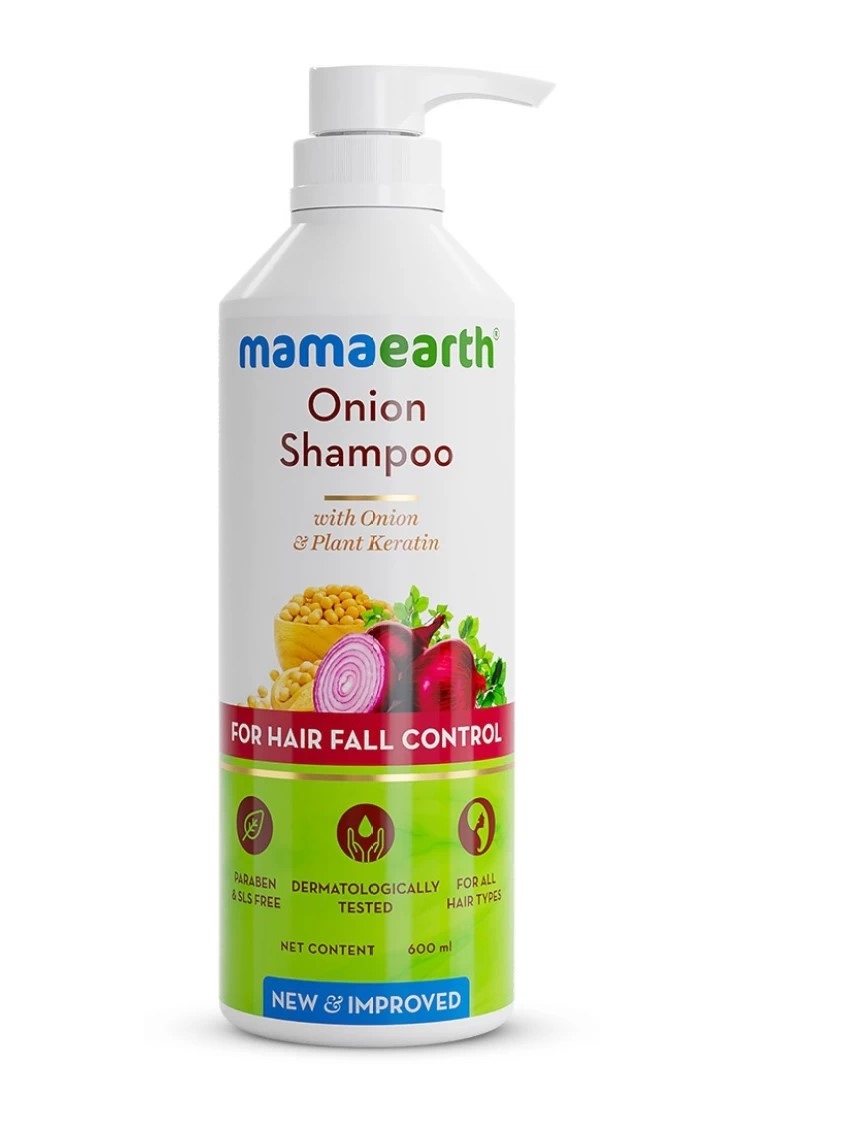 mamaearth®
Onion
Shampoo
with Onion
& Plant Keratin
FOR HAIR FALL CONTROL
PARABEN
& SLS FREE
DERMATOLOGICALLY
TESTED
FOR ALL
HAIR TYPES
NET CONTENT 600 ml
NEW & IMPROVED